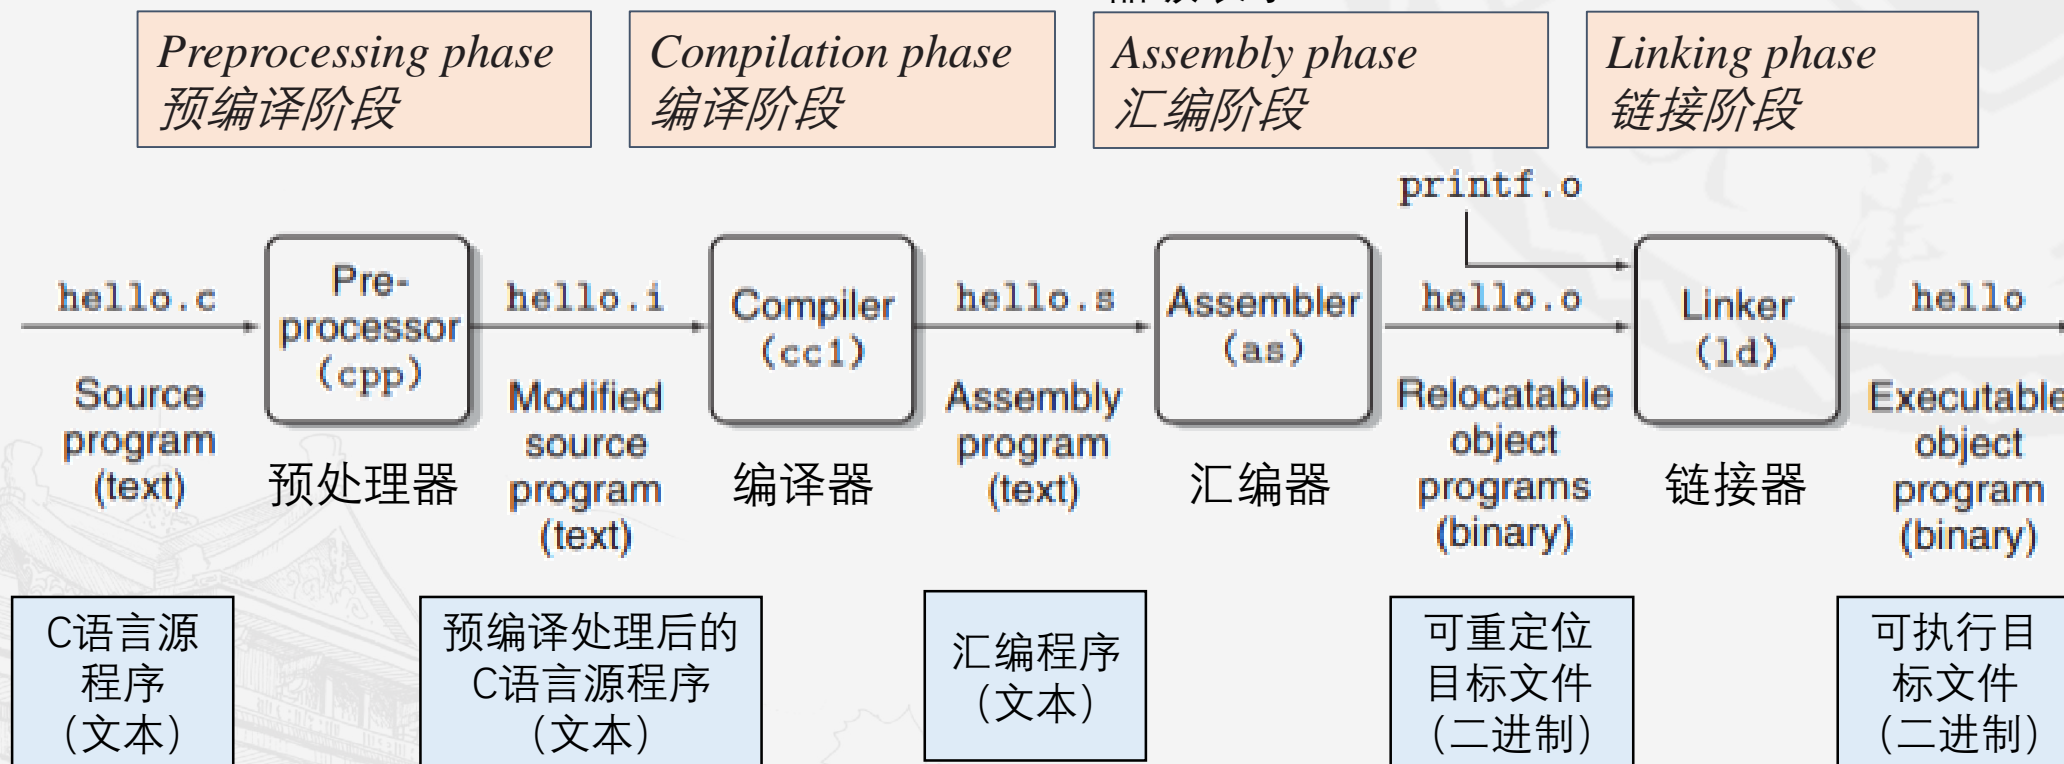 Preprocessing phase
预编译阶段
Compilation phase
编译阶段
Assembly phase
汇编阶段
Linking phase
链接阶段
printf.o
hello.c
Pre-
processor
(cpp)
hello.i
Compiler
(cc1)
hello.s
Assembler
(as)
hello.o
Linker
(ld)
hello
Source
program
(text)
预处理器
Modified
source
program
(text)
编译器
Assembly
program
(text)
汇编器
Relocatable
object
programs
(binary)
链接器
Executable
object
program
(binary)
C语言源
程序
（文本）
预编译处理后的
C语言源程序
（文本）
汇编程序
（文本）
可重定位
目标文件
（二进制）
可执行目
标文件
（二进制）